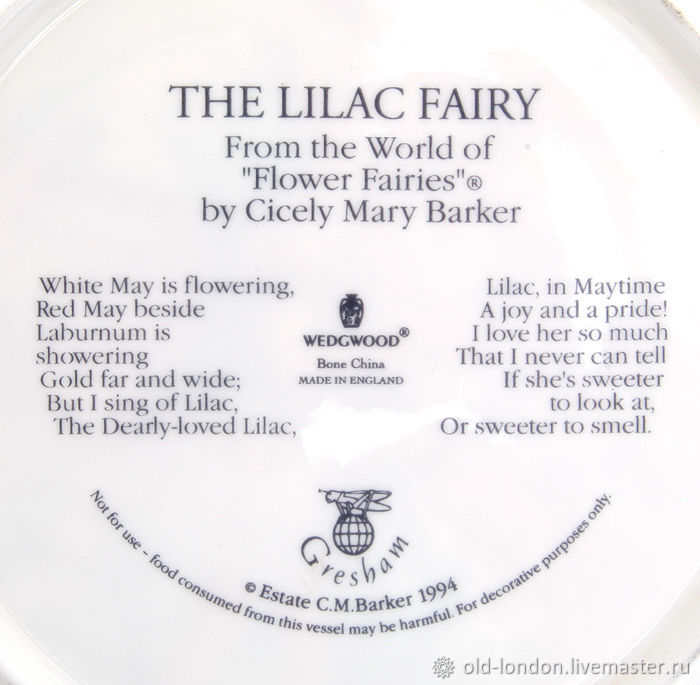 THE LILAC FAIRY
From the World of
"Flower Fairies"®
by Cicely Mary Barker
White May is flowering,
Red May beside
Laburnum is
showering
Gold far and wide;
But I sing of Lilac,
The Dearly-loved Lilac,
WEDGWOOD®
Bone China
MADE IN ENGLAND
Lilac, in Maytime
A joy and a pride!
I love her so much
That I never can tell
If she's sweeter
to look at,
Or sweeter to smell.
Gresham
© Estate C.M.Barker 1994
Not for use - food consumed from this vessel may be harmful. For decorative purposes only.
old-london.livemaster.ru